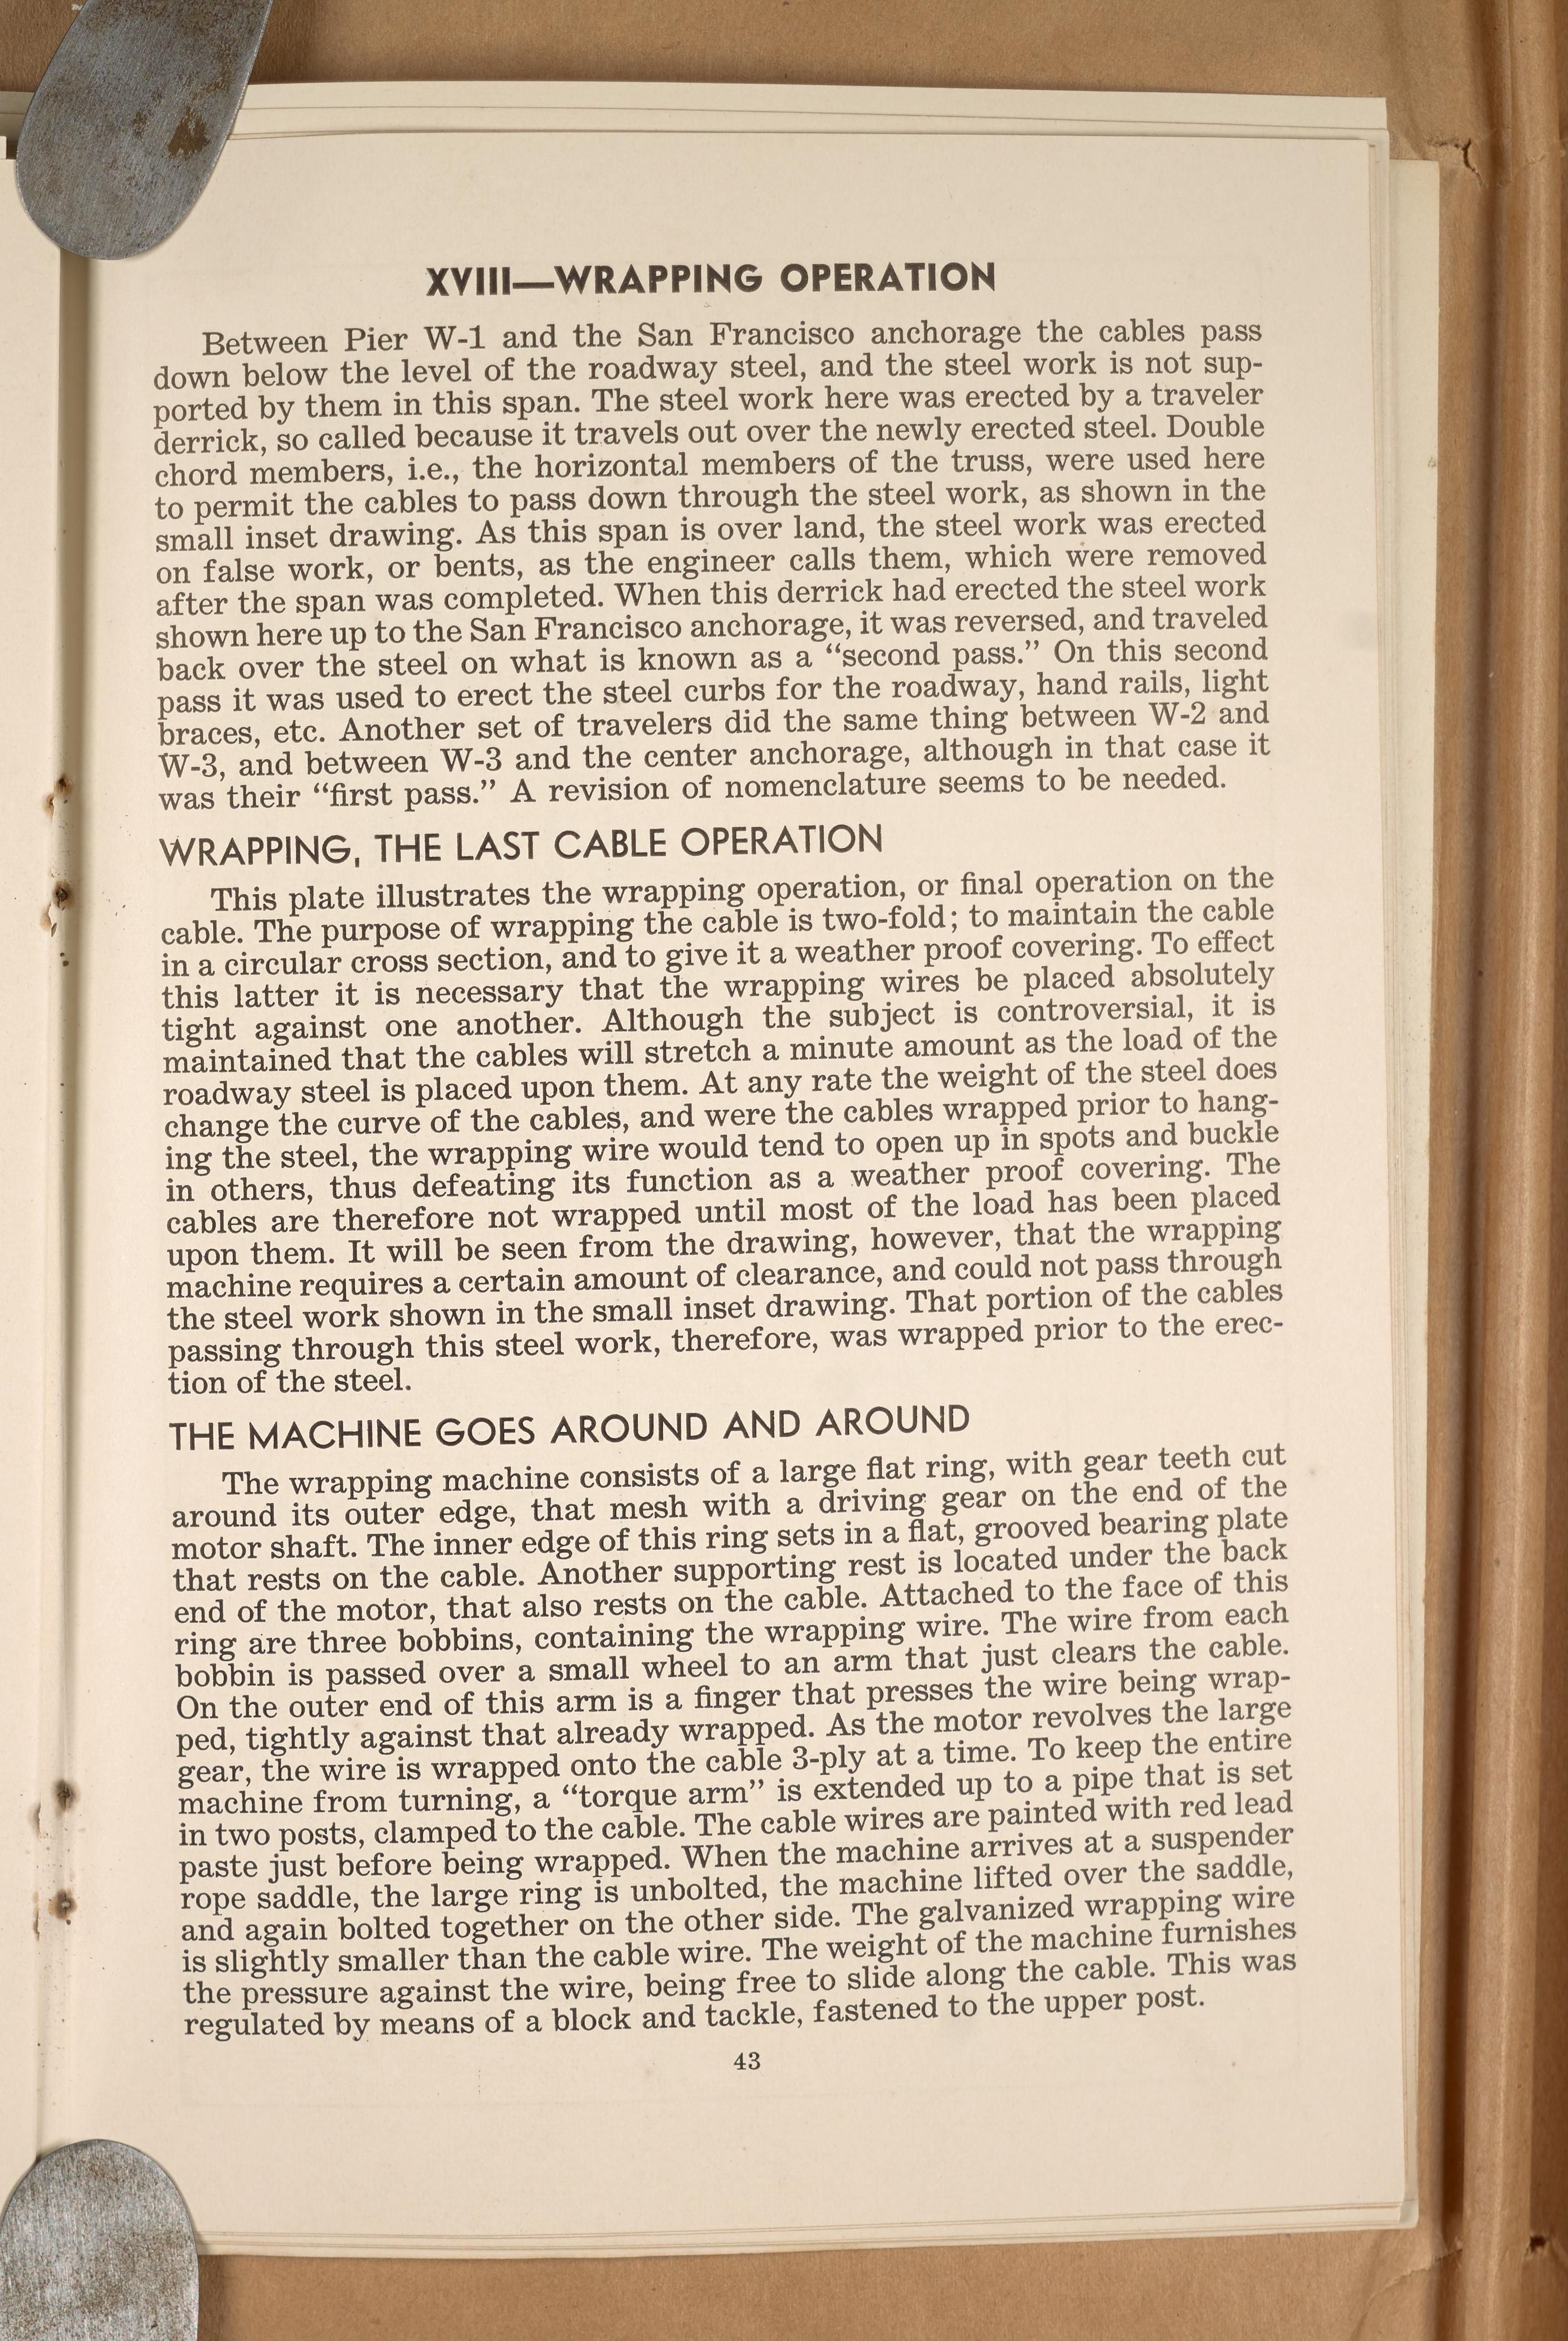 XVIII—WRAPPING OPERATION
Between Pier W-1 and the San Francisco anchorage the cables pass
down below the level of the roadway steel, and the steel work is not sup-
ported by them in this span. The steel work here was erected by a traveler
derrick, so called because it travels out over the newly erected steel. Double
chord members, i.e., the horizontal members of the truss, were used here
to permit the cables to pass down through the steel work, as shown in the
small inset drawing. As this span is over land, the steel work was erected
on false work, or bents, as the engineer calls them, which were removed
after the span was completed. When this derrick had erected the steel work
shown here up to the San Francisco anchorage, it was reversed, and traveled
back over the steel on what is known as a “second pass.” On this second
pass it was used to erect the steel curbs for the roadway, hand rails, light
braces, etc. Another set of travelers did the same thing between W-2 and
W-3, and between W-3 and the center anchorage, although in that case it
was their “first pass.” A revision of nomenclature seems to be needed.
WRAPPING, THE LAST CABLE OPERATION
This plate illustrates the wrapping operation, or final operation on the
cable. The purpose of wrapping the cable is two-fold; to maintain the cable
in a circular cross section, and to give it a weather proof covering. To effect
this latter it is necessary that the wrapping wires be placed absolutely
tight against one another. Although the subject is controversial, it is
maintained that the cables will stretch a minute amount as the load of the
roadway steel is placed upon them. At any rate the weight of the steel does
change the curve of the cables, and were the cables wrapped prior to hang-
ing the steel, the wrapping wire would tend to open up in spots and buckle
in others, thus defeating its function as a weather proof covering. The
cables are therefore not wrapped until most of the load has been placed
upon them. It will be seen from the drawing, however, that the wrapping
machine requires a certain amount of clearance, and could not pass through
the steel work shown in the small inset drawing. That portion of the cables
passing through this steel work, therefore, was wrapped prior to the erec-
tion of the steel.
THE MACHINE GOES AROUND AND AROUND
The wrapping machine consists of a large flat ring, with gear teeth cut
around its outer edge, that mesh with a driving gear on the end of the
motor shaft. The inner edge of this ring sets in a flat, grooved bearing plate
that rests on the cable. Another supporting rest is located under the back
end of the motor, that also rests on the cable. Attached to the face of this
ring are three bobbins, containing the wrapping wire. The wire from each
bobbin is passed over a small wheel to an arm that just clears the cable.
On the outer end of this arm is a finger that presses the wire being wrap-
ped, tightly against that already wrapped. As the motor revolves the large
gear, the wire is wrapped onto the cable 3-ply at a time. To keep the entire
machine from turning, a “torque arm” is extended up to a pipe that is set
in two posts, clamped to the cable. The cable wires are painted with red lead
paste just before being wrapped. When the machine arrives at a suspender
rope saddle, the large ring is unbolted, the machine lifted over the saddle,
and again bolted together on the other side. The galvanized wrapping wire
is slightly smaller than the cable wire. The weight of the machine furnishes
the pressure against the wire, being free to slide along the cable. This was
regulated by means of a block and tackle, fastened to the upper post.
43